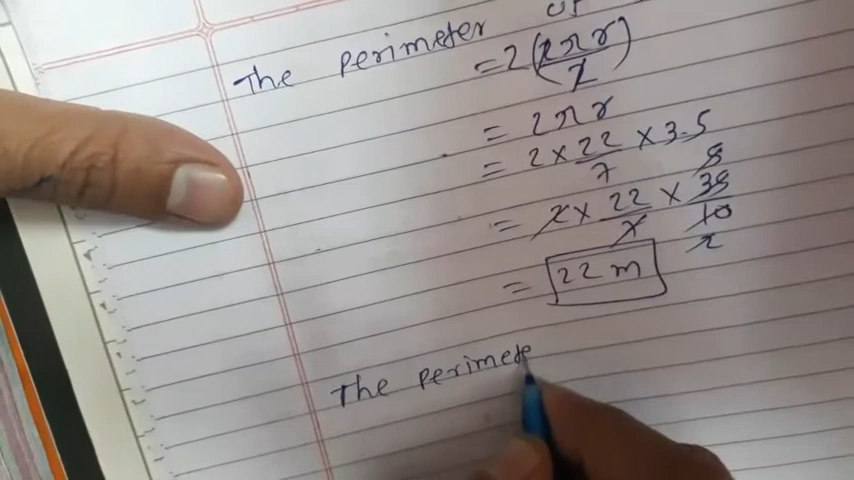 The perimeter of
= 2 (2πr/2)
= 2πr
= 2 × 22/7 × 3.5
= 2 × 22/7 × 35/10
= 22 m
The perimete